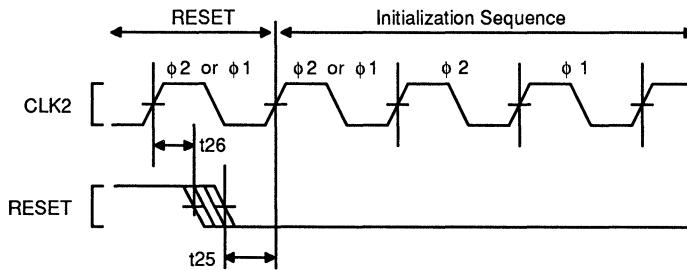 RESET Initialization Sequence
ϕ2 or ϕ1 ϕ2 or ϕ1 ϕ2 ϕ1
CLK2
t26
RESET
t25